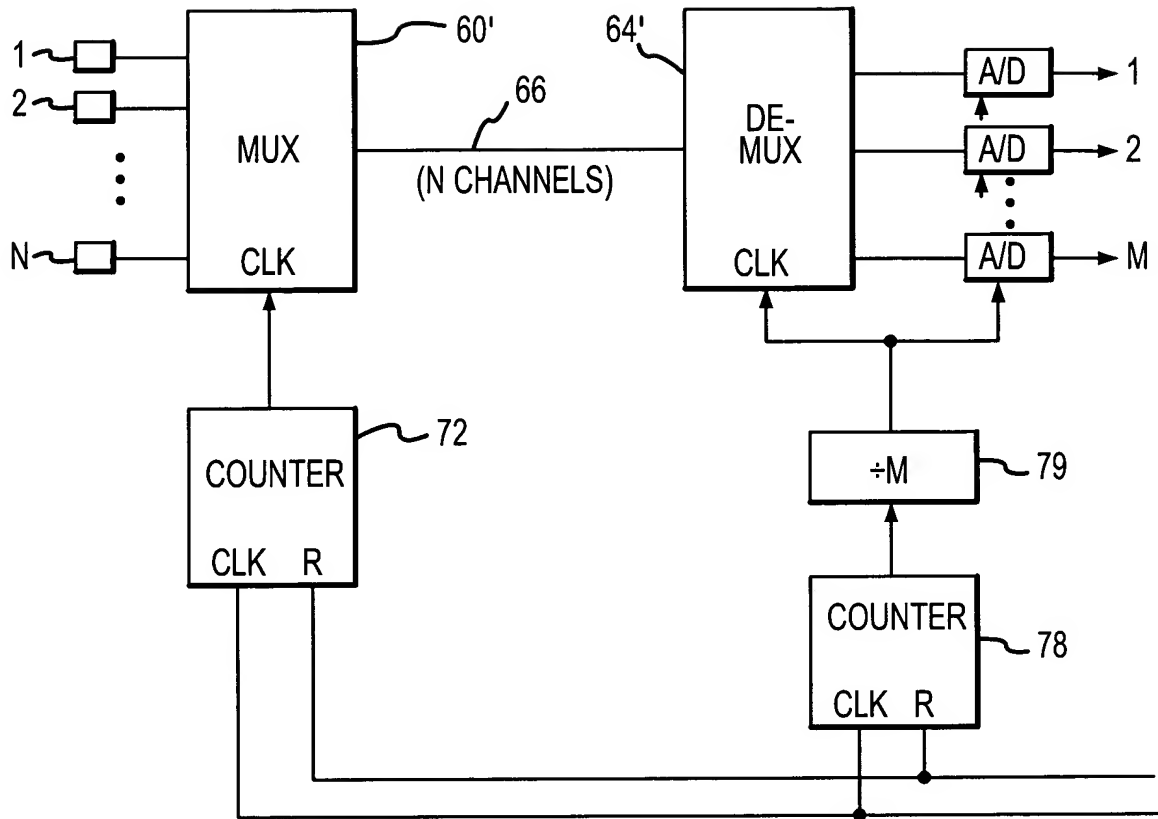 60'
64'
1
A/D
1
2
66
MUX
DE-
MUX
A/D
2
(N CHANNELS)
N
CLK
CLK
A/D
M
72
COUNTER
÷M
79
CLK R
COUNTER
78
CLK R